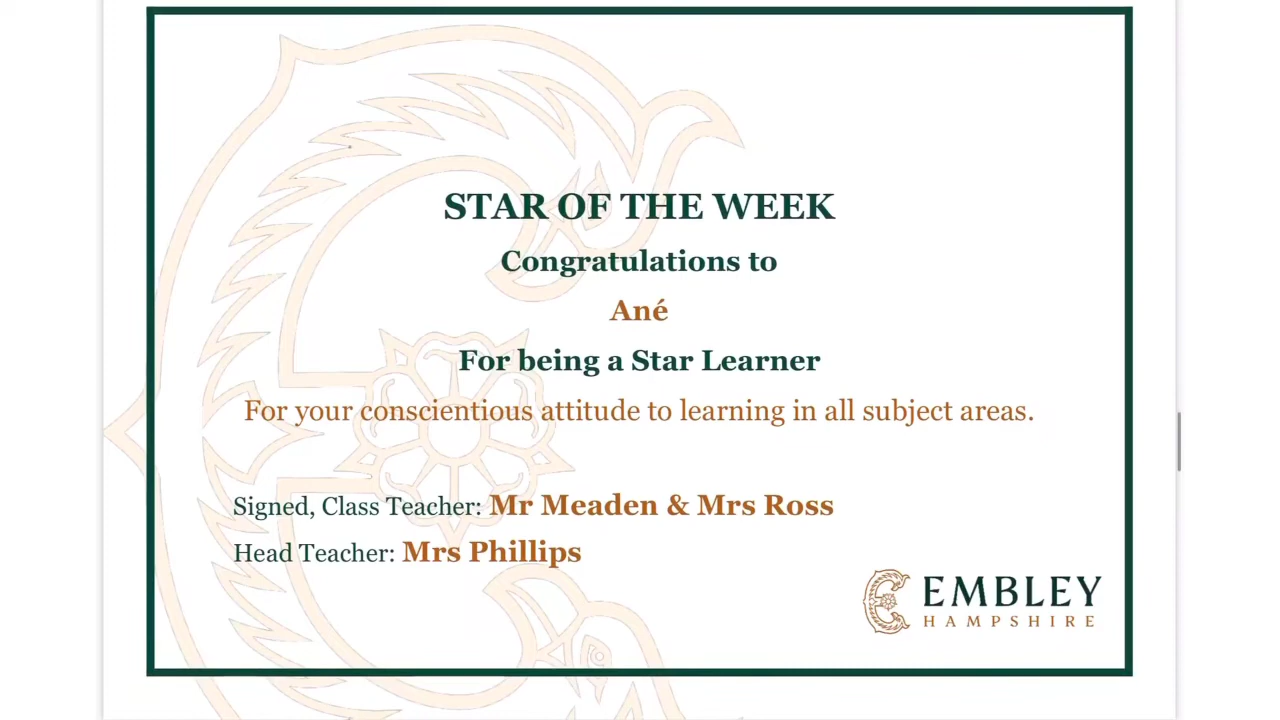 STAR OF THE WEEK
Congratulations to
Ané
For being a Star Learner
For your conscientious attitude to learning in all subject areas.
Signed, Class Teacher: Mr Meaden & Mrs Ross
Head Teacher: Mrs Phillips
EMBLEY
HAMPSHIRE